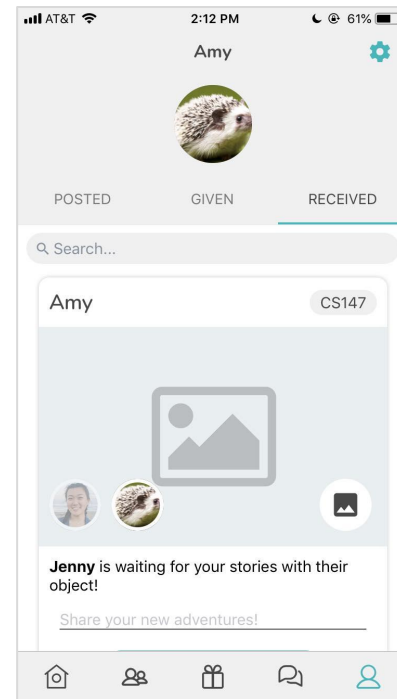 AT&T 2:12 PM 61%
Amy
POSTED GIVEN RECEIVED
Search...
Amy CS147
Jenny is waiting for your stories with their
object!
Share your new adventures!